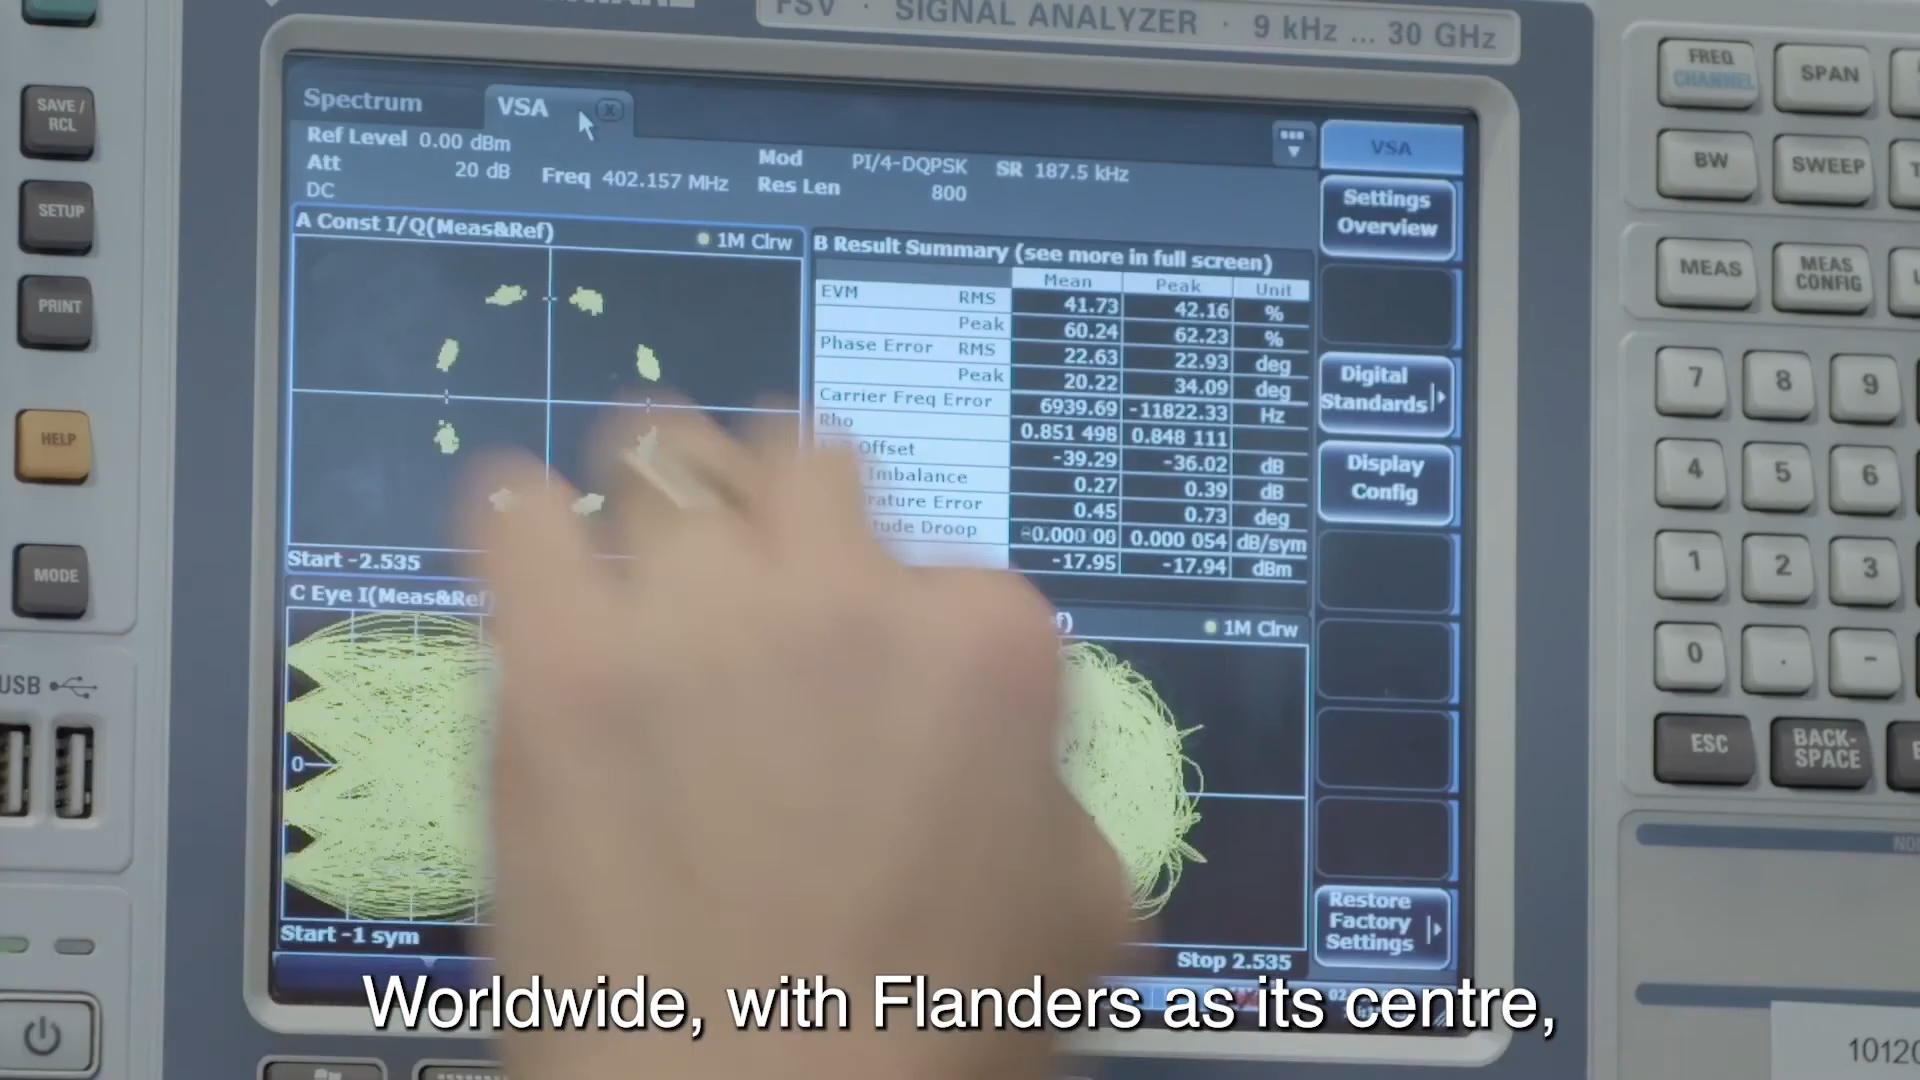 FSV · SIGNAL ANALYZER · 9 kHz ... 30 GHz
SAVE /
RCL
SETUP
PRINT
HELP
MODE
USB
Spectrum
VSA
Ref Level 0.00 dBm
Att 20 dB
DC
Freq 402.157 MHz
Mod PI/4-DQPSK
Res Len 800
SR 187.5 kHz
A Const I/Q(Meas&Ref)
1M Clrw
Start -2.535
B Result Summary (see more in full screen)
Mean Peak Unit
EVM RMS 41.73 42.16 %
Peak 60.24 62.23 %
Phase Error RMS 22.63 22.93 deg
Peak 20.22 34.09 deg
Carrier Freq Error 6939.69 -11822.33 Hz
Rho 0.851 498 0.848 111
Offset -39.29 -36.02 dB
Imbalance 0.27 0.39 dB
Error 0.45 0.73 deg
Droop -0.000 00 0.000 054 dB/sym
-17.95 -17.94 dBm
C Eye I(Meas&Ref)
0
Start -1 sym
1M Clrw
Stop 2.535
VSA
Settings
Overview
Digital
Standards
Display
Config
Restore
Factory
Settings
FREQ
CHANNEL
SPAN
BW
SWEEP
MEAS
MEAS
CONFIG
7 8 9
4 5 6
1 2 3
0 . -
ESC
BACK-
SPACE
Worldwide, with Flanders as its centre,